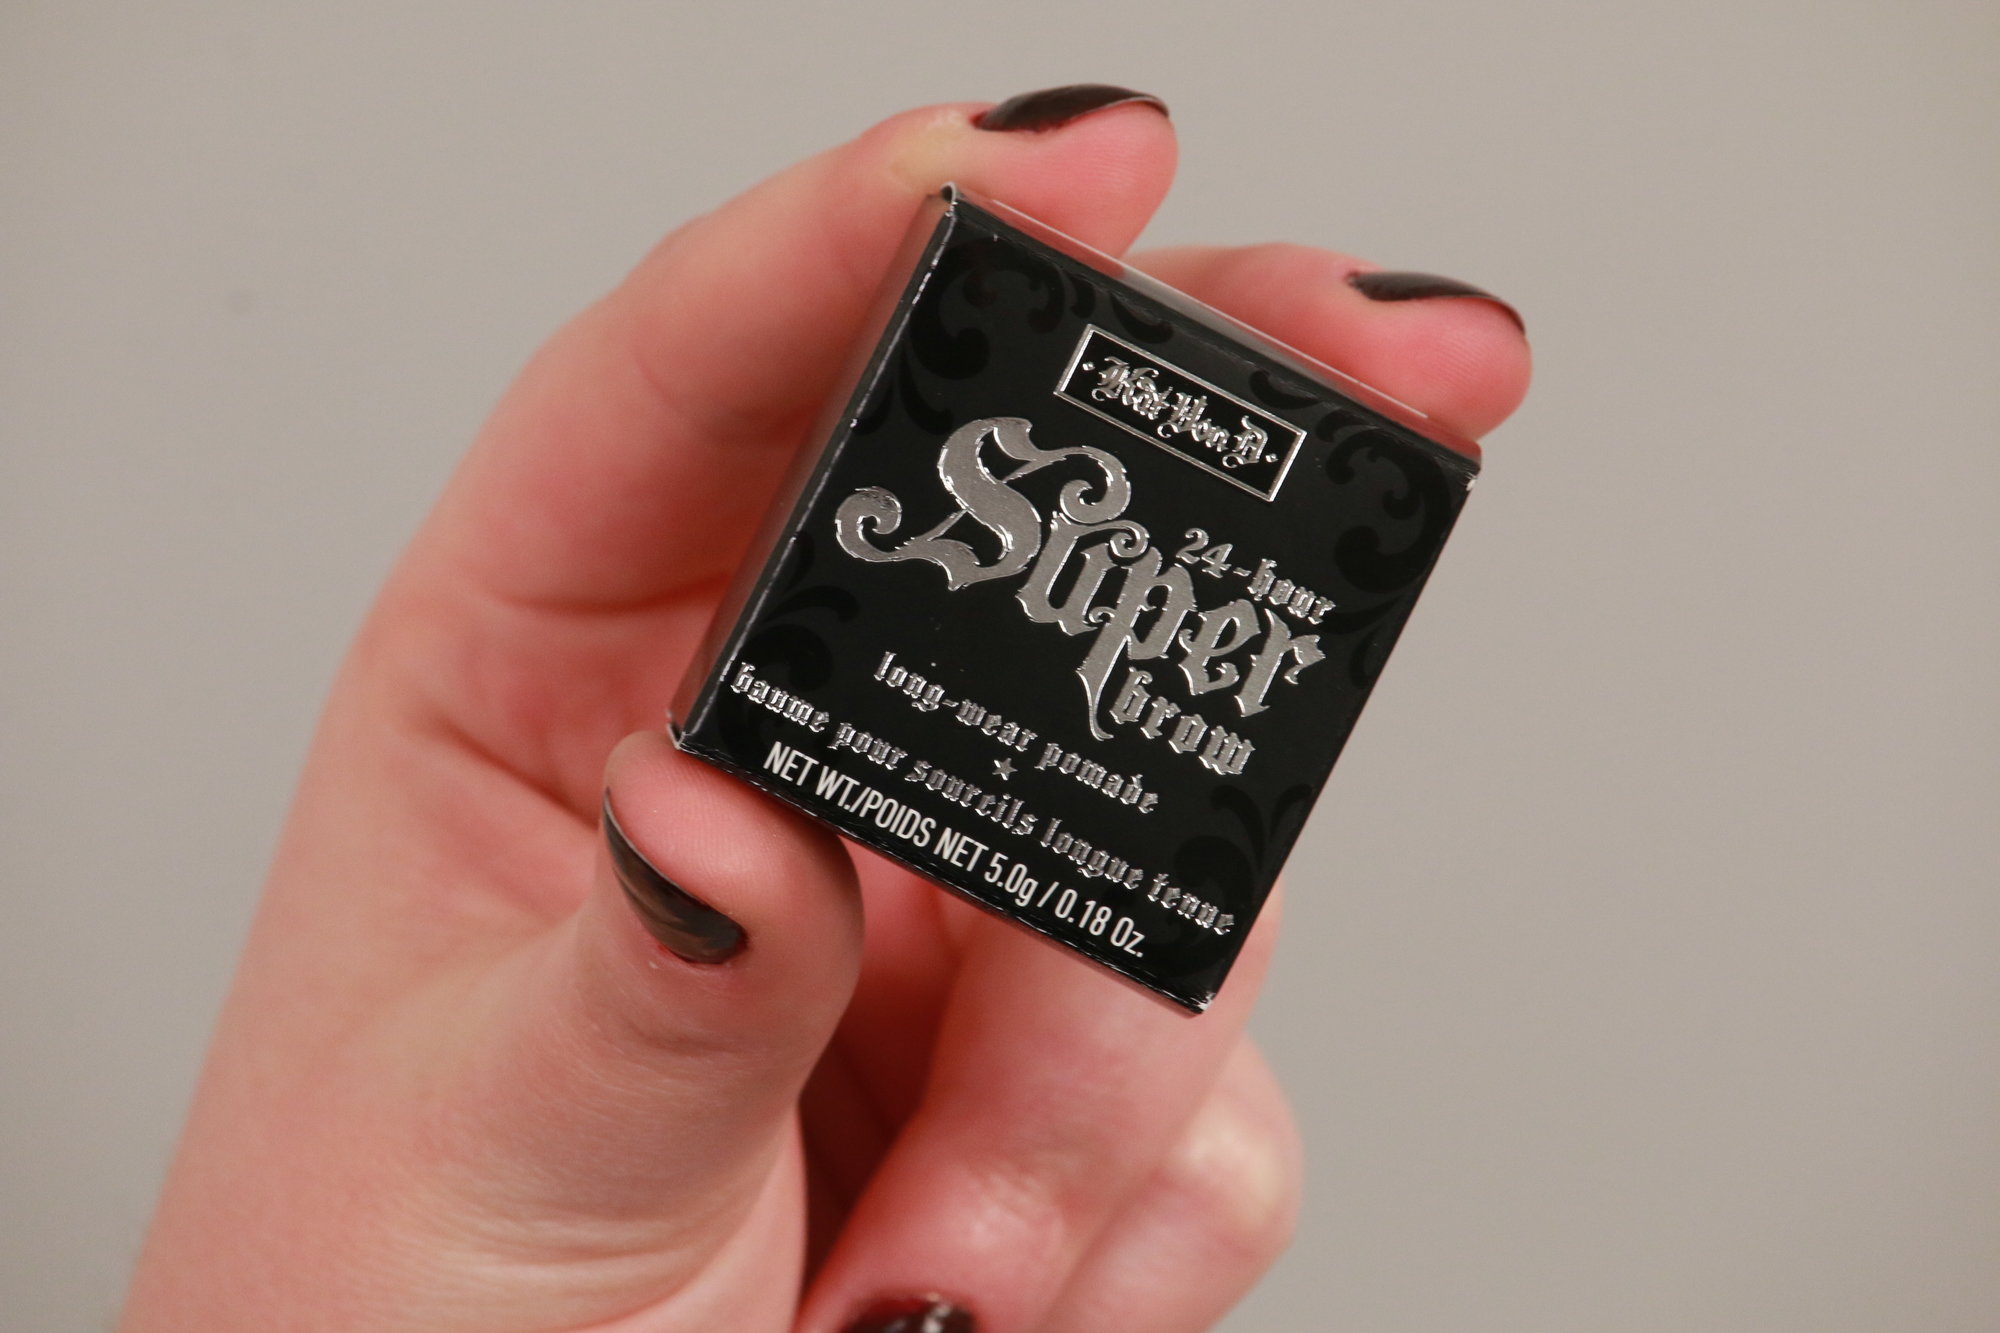 ·Kat Von D·
24-hour
Super
brow
long-wear pomade
★
baume pour sourcils longue tenue
NET WT./POIDS NET 5.0g / 0.18 Oz.